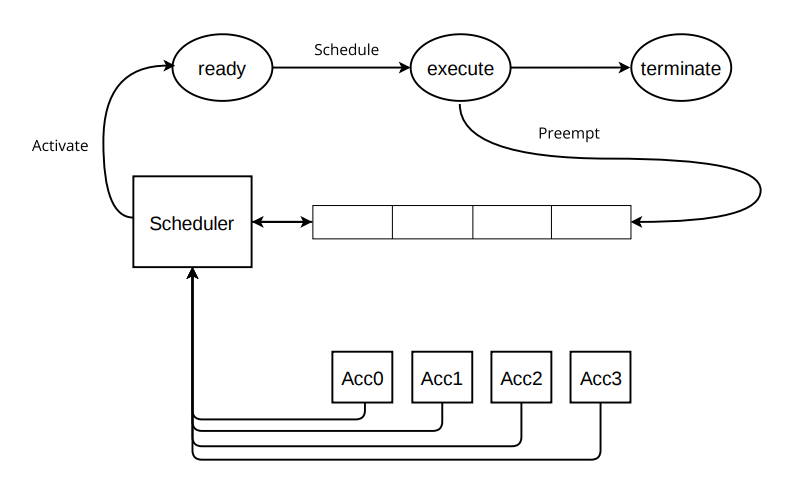 Schedule
ready
execute
terminate
Preempt
Activate
Scheduler
Acc0
Acc1
Acc2
Acc3